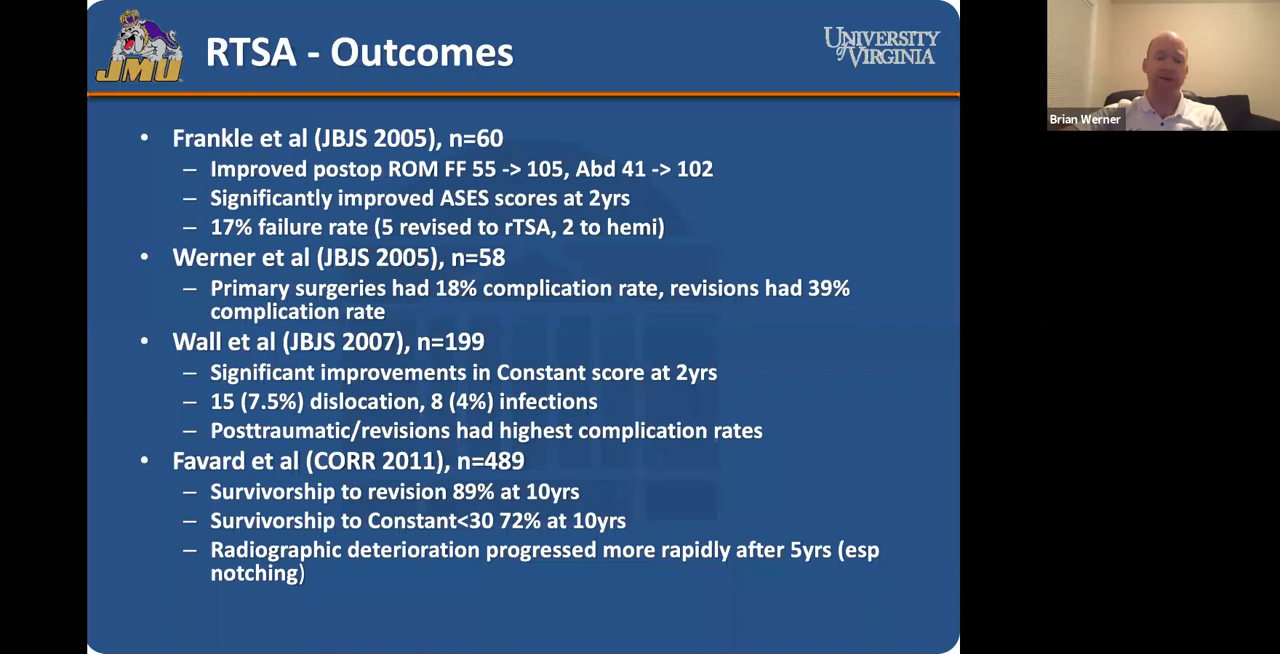 JMU
RTSA - Outcomes
UNIVERSITY
of VIRGINIA
Brian Werner
• Frankle et al (JBJS 2005), n=60
– Improved postop ROM FF 55 -> 105, Abd 41 -> 102
– Significantly improved ASES scores at 2yrs
– 17% failure rate (5 revised to rTSA, 2 to hemi)
• Werner et al (JBJS 2005), n=58
– Primary surgeries had 18% complication rate, revisions had 39%
complication rate
• Wall et al (JBJS 2007), n=199
– Significant improvements in Constant score at 2yrs
– 15 (7.5%) dislocation, 8 (4%) infections
– Posttraumatic/revisions had highest complication rates
• Favard et al (CORR 2011), n=489
– Survivorship to revision 89% at 10yrs
– Survivorship to Constant<30 72% at 10yrs
– Radiographic deterioration progressed more rapidly after 5yrs (esp
notching)